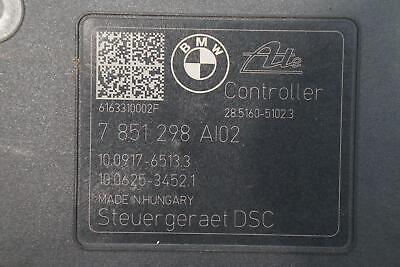 BMW Ate
Controller
6163310002F 28.5160-5102.3
7 851 298 AI02
10.0917-6513.3
10.0625-3452.1
MADE IN HUNGARY
Steuergeraet DSC